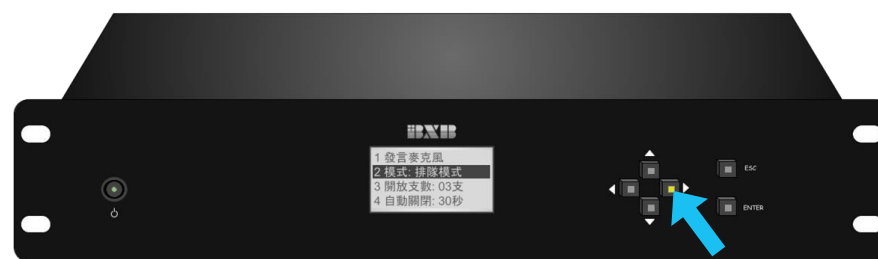 BXB
1 發言麥克風
2 模式: 排隊模式
3 開放支數: 03支
4 自動關閉: 30秒
ESC
ENTER